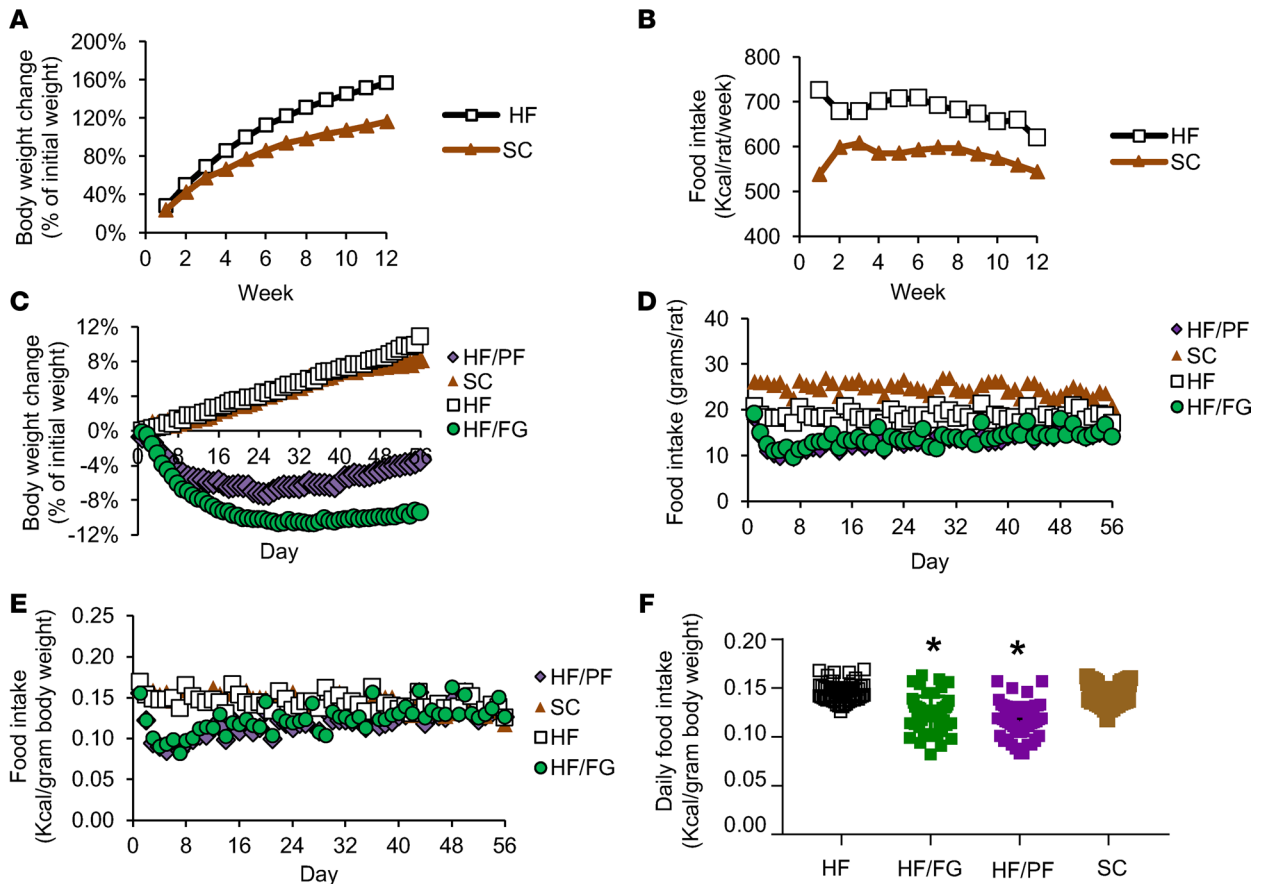 A
Body weight change
(% of initial weight)
200%
160%
120%
80%
40%
0%
0 2 4 6 8 10 12
Week
HF
SC
B
Food intake
(Kcal/rat/week)
800
700
600
500
400
0 2 4 6 8 10 12
Week
HF
SC
C
Body weight change
(% of initial weight)
12%
8%
4%
0%
-4%
-8%
-12%
0 8 16 24 32 40 48 56
Day
HF/PF
SC
HF
HF/FG
D
Food intake (grams/rat)
40
30
20
10
0
0 8 16 24 32 40 48 56
Day
HF/PF
SC
HF
HF/FG
E
Food intake
(Kcal/gram body weight)
0.25
0.20
0.15
0.10
0.05
0.00
0 8 16 24 32 40 48 56
Day
HF/PF
SC
HF
HF/FG
F
Daily food intake
(Kcal/gram body weight)
0.20
0.15
0.10
0.05
0.00
* *
HF HF/FG HF/PF SC